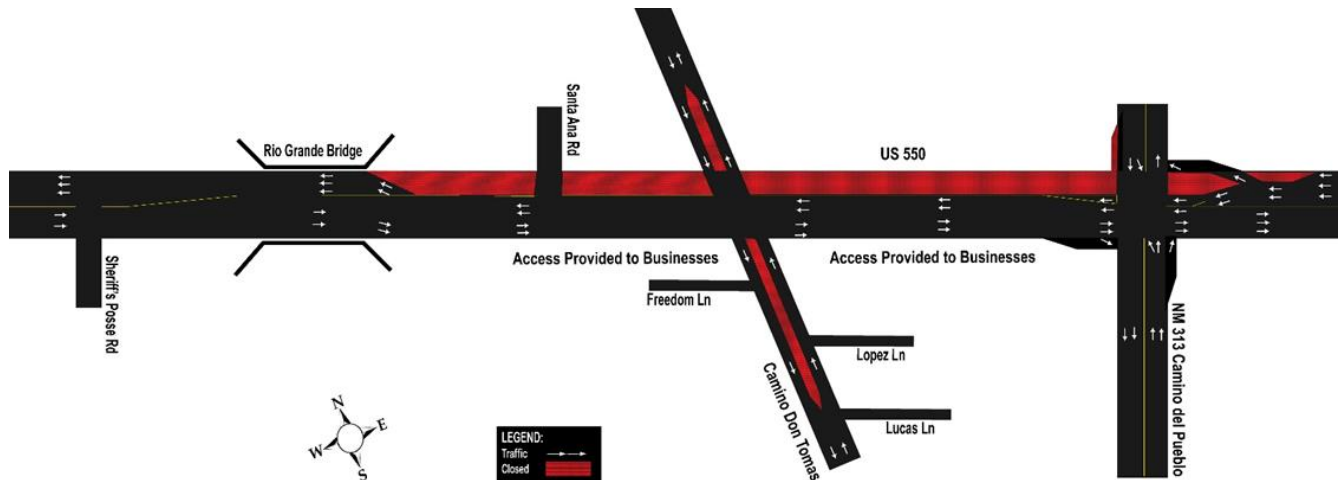 Rio Grande Bridge
Santa Ana Rd
US 550
Sheriff's Posse Rd
Access Provided to Businesses
Access Provided to Businesses
Freedom Ln
Lopez Ln
Lucas Ln
Camino Don Tomas
NM 313 Camino del Pueblo
N
W
E
S
LEGEND:
Traffic
Closed